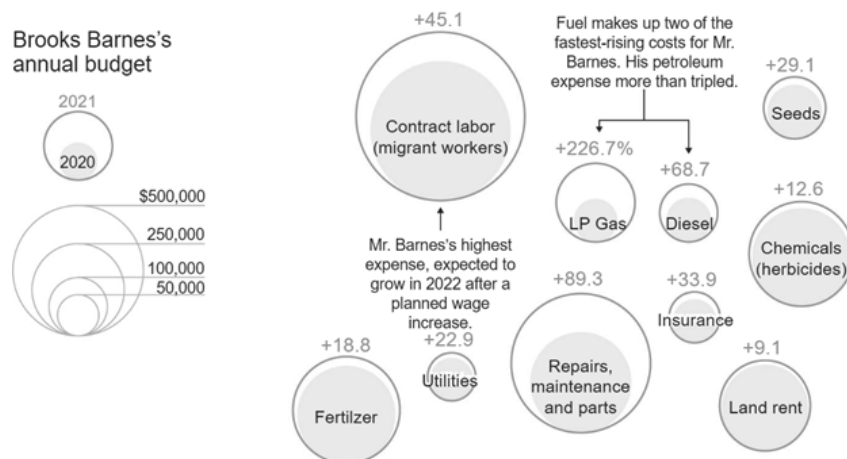 Brooks Barnes's
annual budget
2021
2020
$500,000
250,000
100,000
50,000
+45.1
Contract labor
(migrant workers)
Mr. Barnes's highest
expense, expected to
grow in 2022 after a
planned wage
increase.
Fuel makes up two of the
fastest-rising costs for Mr.
Barnes. His petroleum
expense more than tripled.
+226.7%
LP Gas
+68.7
Diesel
+29.1
Seeds
+12.6
Chemicals
(herbicides)
+18.8
Fertilzer
+22.9
Utilities
+89.3
Repairs,
maintenance
and parts
+33.9
Insurance
+9.1
Land rent